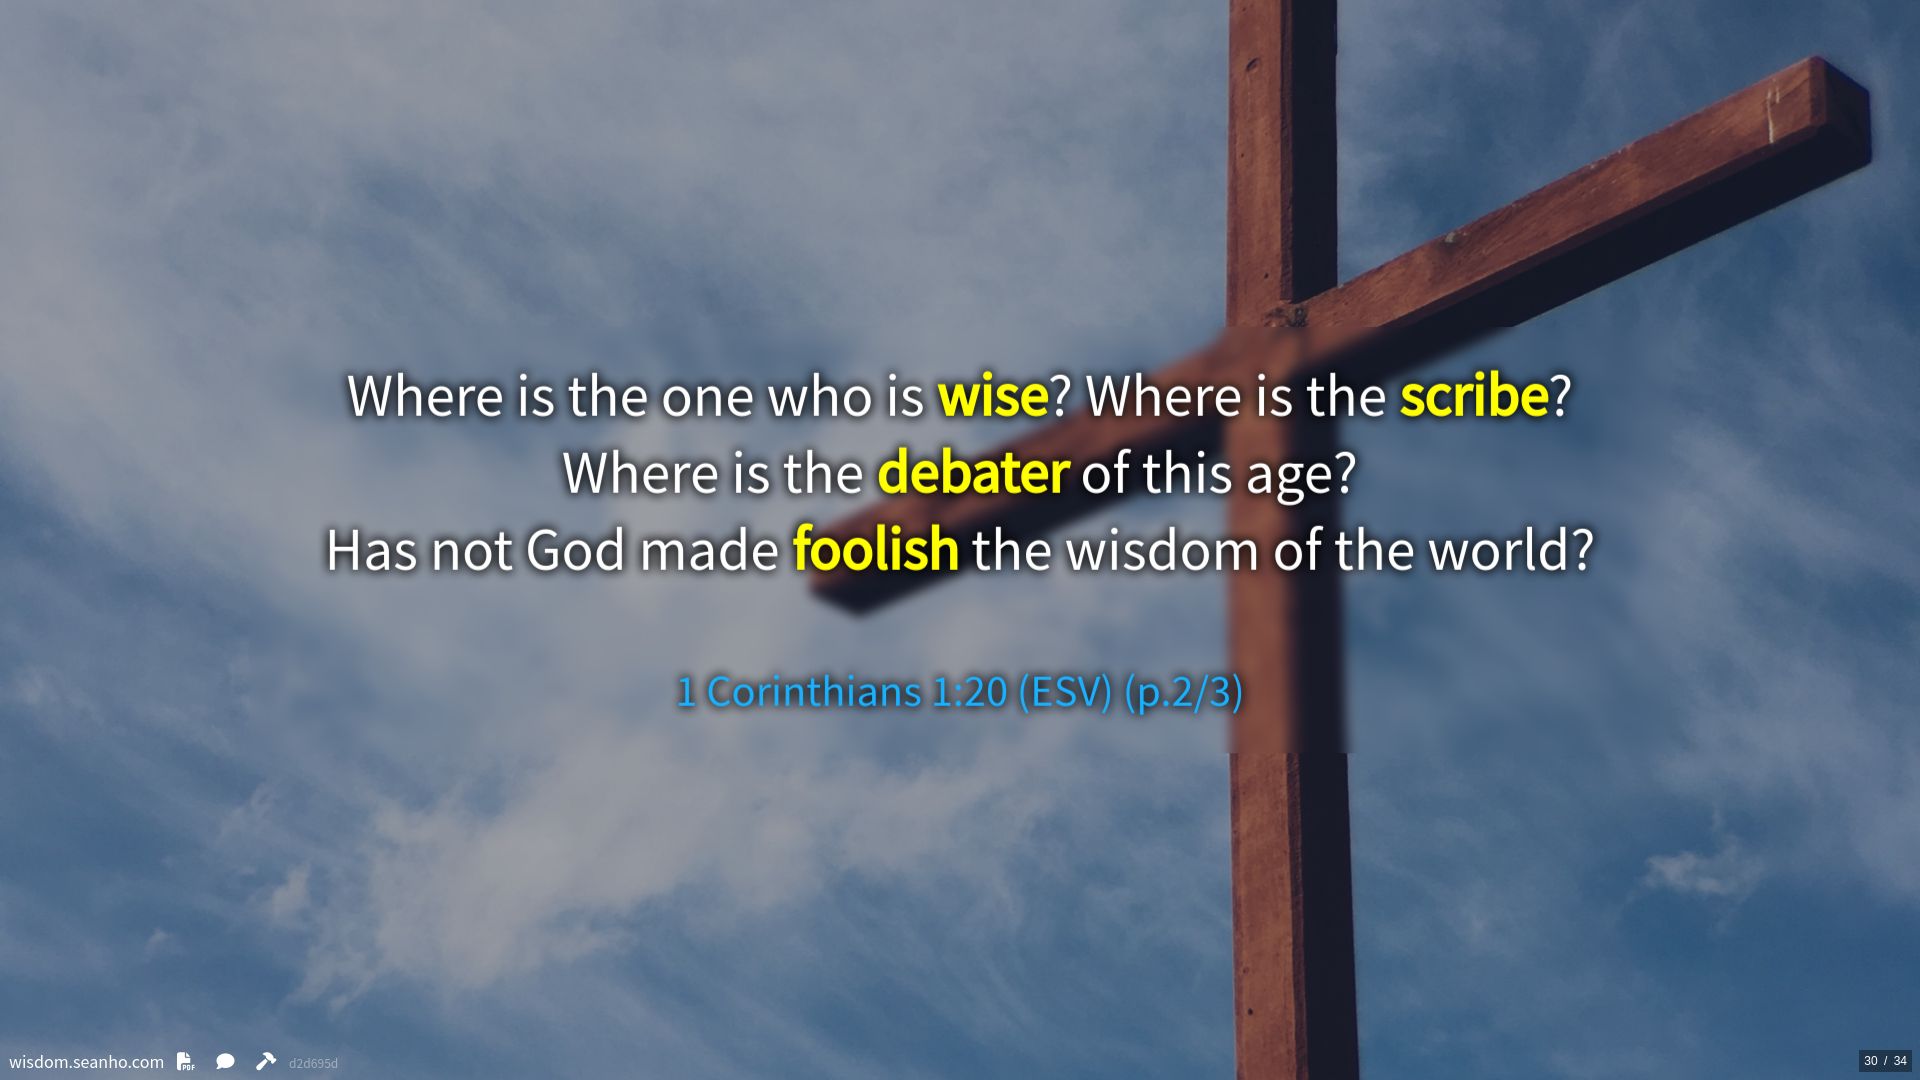 Where is the one who is wise? Where is the scribe?
Where is the debater of this age?
Has not God made foolish the wisdom of the world?
1 Corinthians 1:20 (ESV) (p.2/3)
wisdom.seanho.com PDF d2d695d
30 / 34